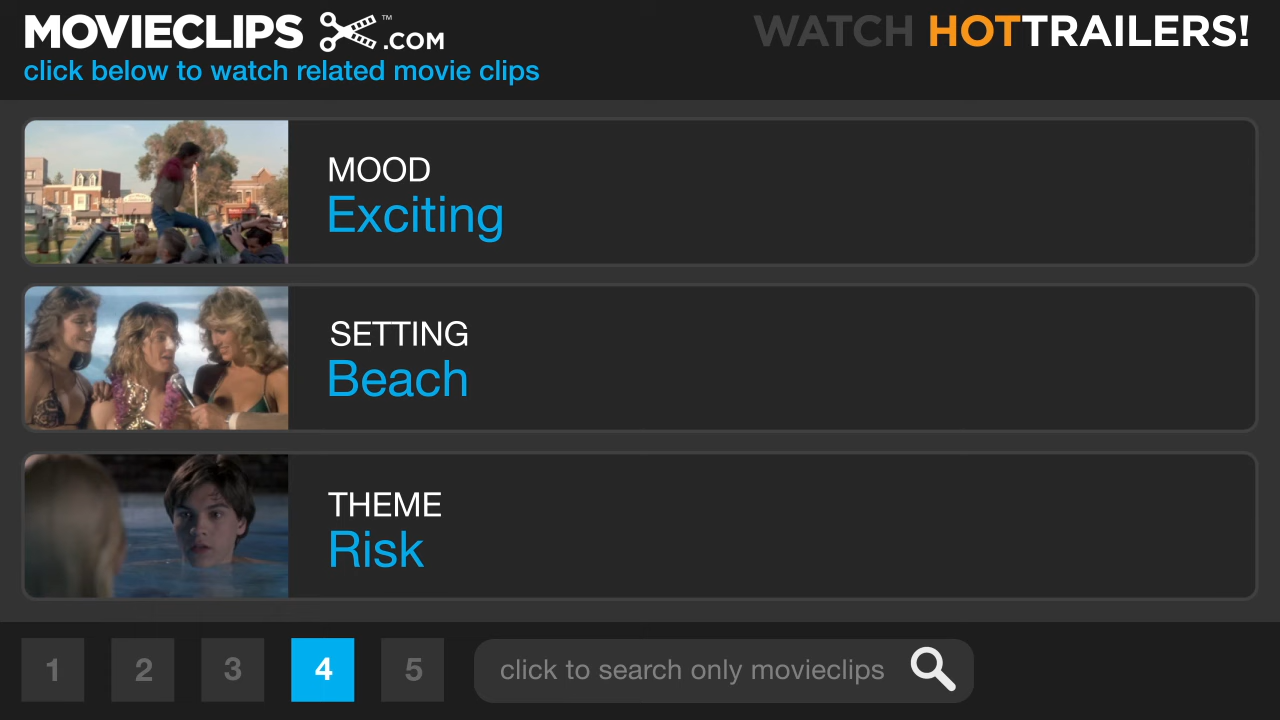 MOVIECLIPS ™.COM
WATCH HOTTRAILERS!
click below to watch related movie clips
MOOD
Exciting
SETTING
Beach
THEME
Risk
1 2 3 4 5
click to search only movieclips